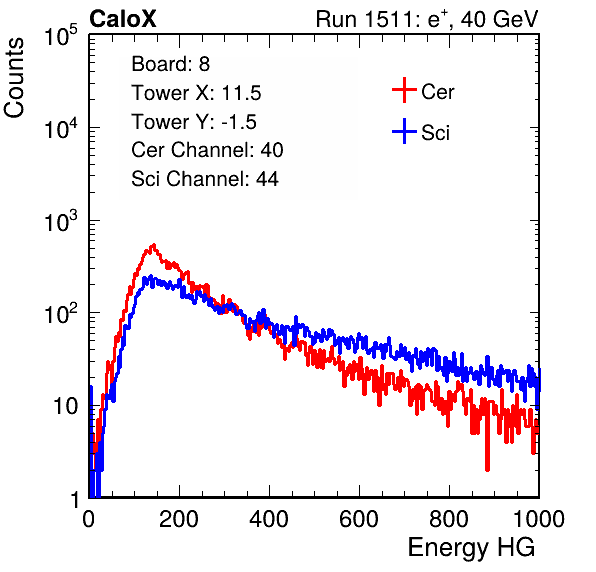 CaloX Run 1511: e⁺, 40 GeV
Counts
10⁵
10⁴
10³
10²
10
1
Board: 8
Tower X: 11.5
Tower Y: -1.5
Cer Channel: 40
Sci Channel: 44
Cer
Sci
0 200 400 600 800 1000
Energy HG